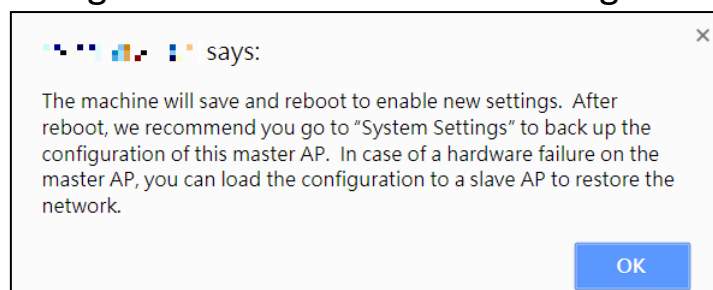 says:
×
The machine will save and reboot to enable new settings.  After
reboot, we recommend you go to “System Settings” to back up the
configuration of this master AP.  In case of a hardware failure on the
master AP, you can load the configuration to a slave AP to restore the
network.
OK